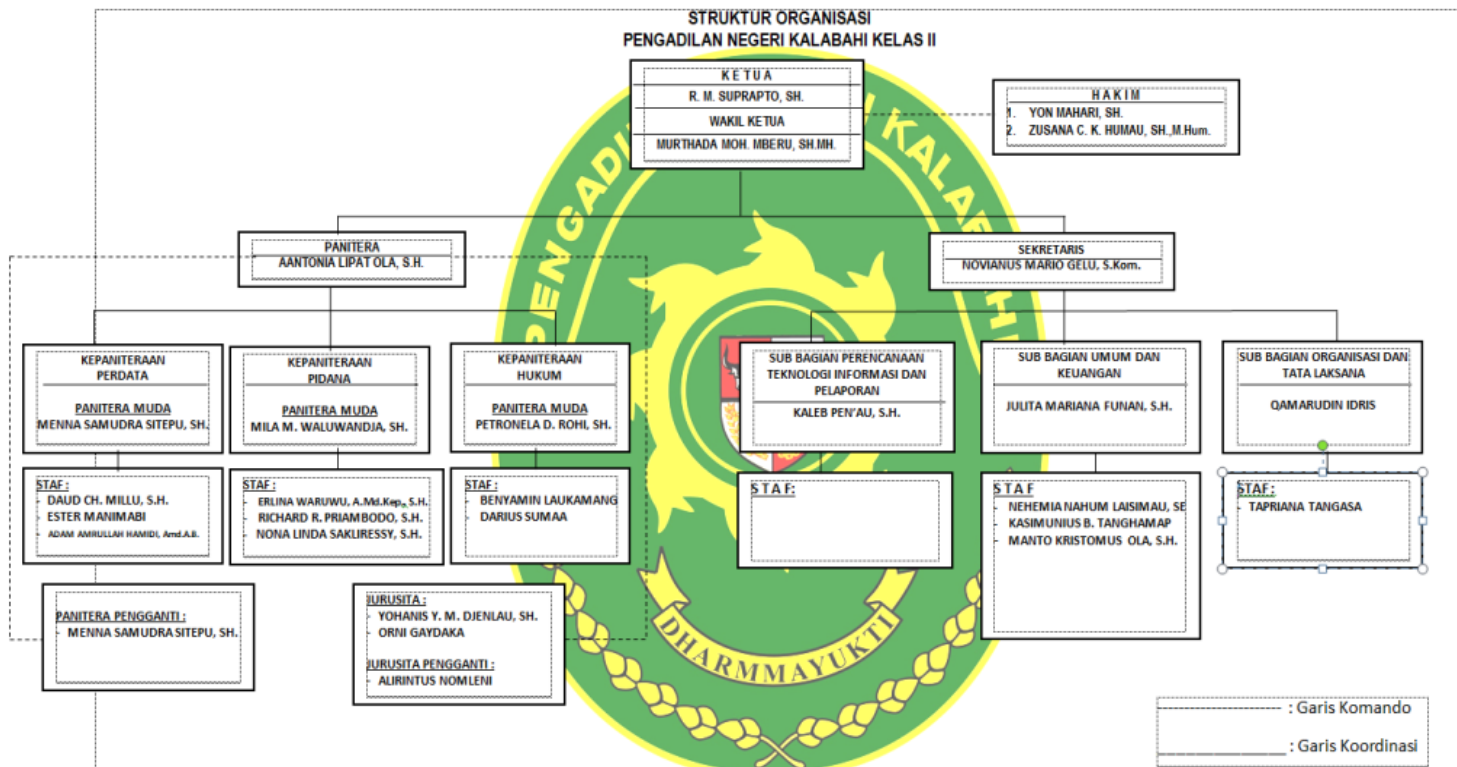 STRUKTUR ORGANISASI
PENGADILAN NEGERI KALABAHI KELAS II
K E T U A
R. M. SUPRAPTO, SH.
WAKIL KETUA
MURTHADA MOH. MBERU, SH.MH.
H A K I M
1. YON MAHARI, SH.
2. ZUSANA C. K. HUMAU, SH.,M.Hum.
PANITERA
AANTONIA LIPAT OLA, S.H.
SEKRETARIS
NOVIANUS MARIO GELU, S.Kom.
KEPANITERAAN
PERDATA
PANITERA MUDA
MENNA SAMUDRA SITEPU, SH.
KEPANITERAAN
PIDANA
PANITERA MUDA
MILA M. WALUWANDJA, SH.
KEPANITERAAN
HUKUM
PANITERA MUDA
PETRONELA D. ROHI, SH.
SUB BAGIAN PERENCANAAN
TEKNOLOGI INFORMASI DAN
PELAPORAN
KALEB PEN'AU, S.H.
SUB BAGIAN UMUM DAN
KEUANGAN
JULITA MARIANA FUNAN, S.H.
SUB BAGIAN ORGANISASI DAN
TATA LAKSANA
QAMARUDIN IDRIS
STAF :
- DAUD CH. MILLU, S.H.
- ESTER MANIMABI
- ADAM AMRULLAH HAMIDI, Amd.A.B.
STAF :
- ERLINA WARUWU, A.Md.Kep., S.H.
- RICHARD R. PRIAMBODO, S.H.
- NONA LINDA SAKLIRESSY, S.H.
STAF :
- BENYAMIN LAUKAMANG
- DARIUS SUMAA
S T A F :
S T A F
- NEHEMIA NAHUM LAISIMAU, SE
- KASIMUNIUS B. TANGHAMAP
- MANTO KRISTOMUS OLA, S.H.
STAF :
- TAPRIANA TANGASA
PANITERA PENGGANTI :
- MENNA SAMUDRA SITEPU, SH.
JURUSITA :
- YOHANIS Y. M. DJENLAU, SH.
- ORNI GAYDAKA
JURUSITA PENGGANTI :
- ALIRINTUS NOMLENI
DHARMMAYUKTI
: Garis Komando
: Garis Koordinasi